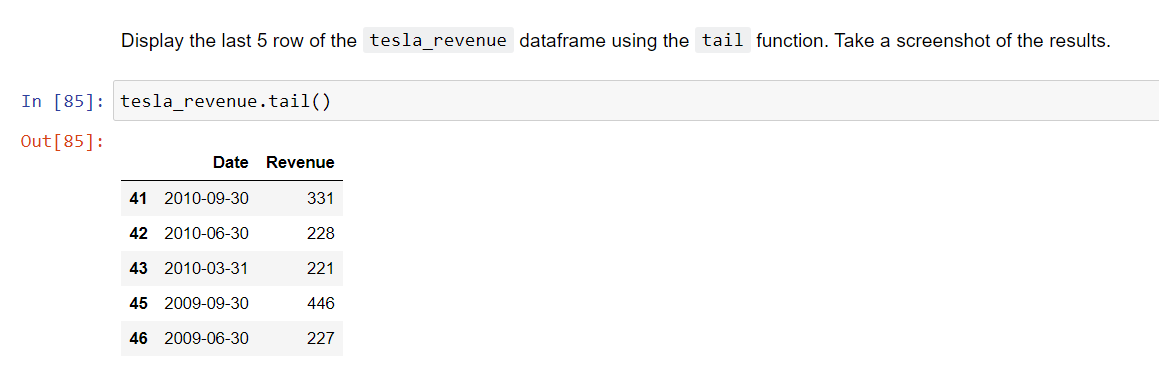 Display the last 5 row of the tesla_revenue dataframe using the tail function. Take a screenshot of the results.
In [85]: tesla_revenue.tail()
Out[85]:
Date Revenue
41 2010-09-30 331
42 2010-06-30 228
43 2010-03-31 221
45 2009-09-30 446
46 2009-06-30 227